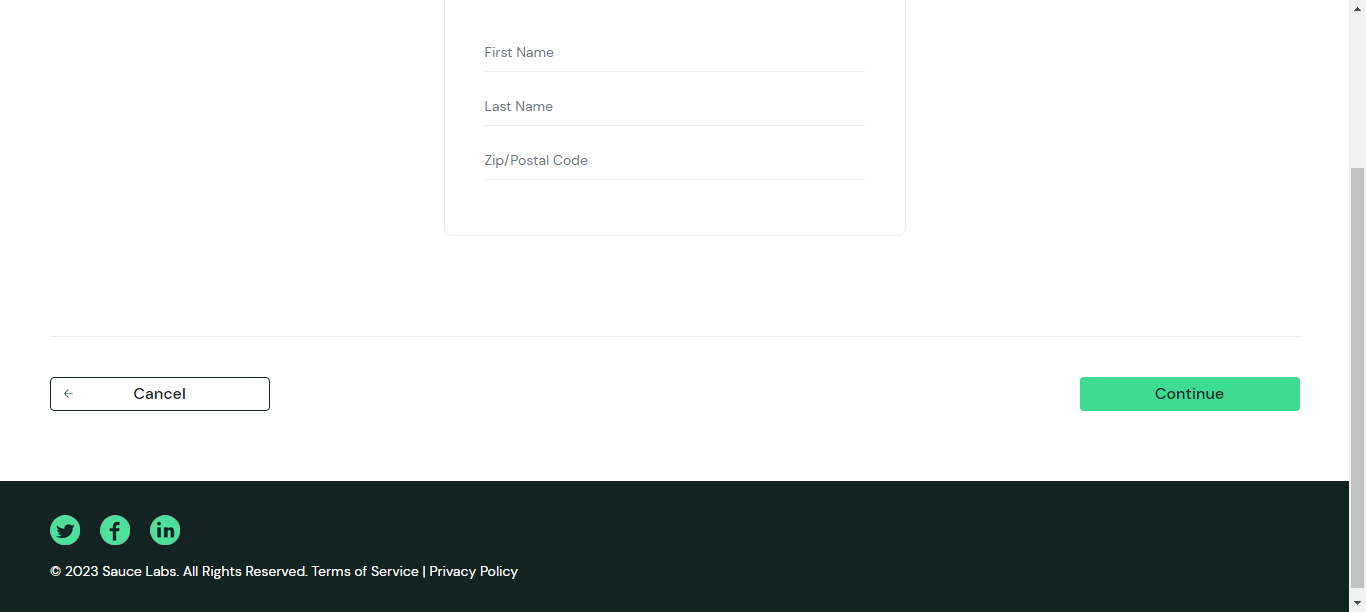 First Name
Last Name
Zip/Postal Code
Cancel
Continue
© 2023 Sauce Labs. All Rights Reserved. Terms of Service | Privacy Policy